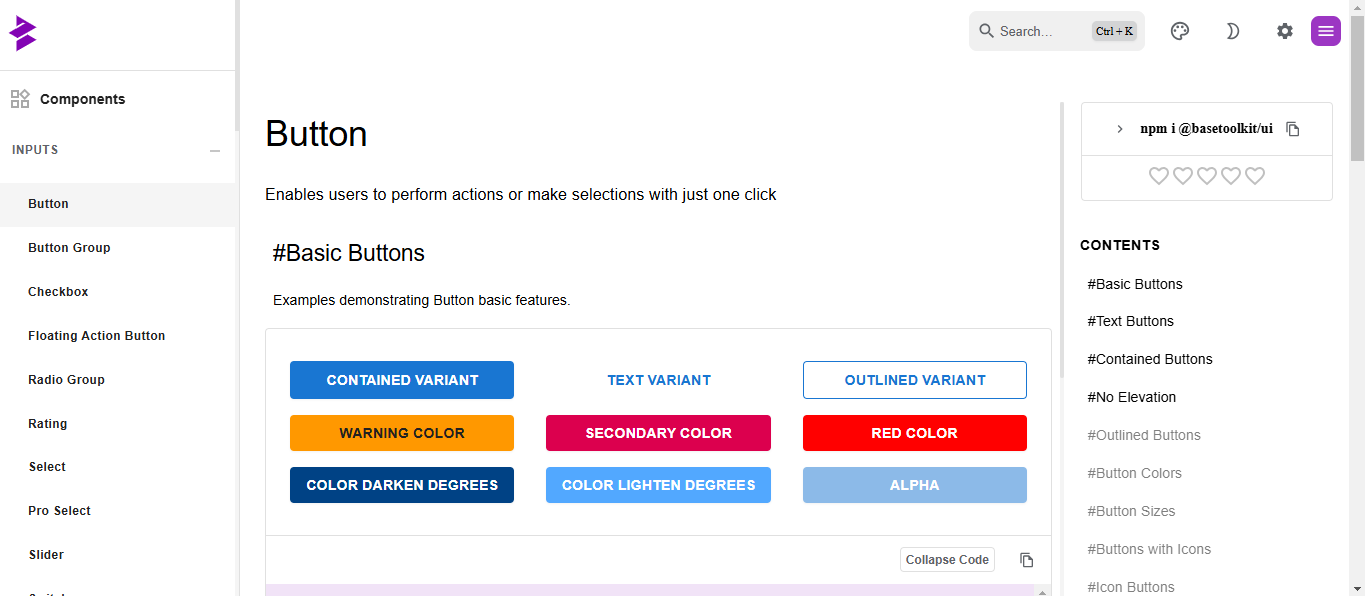 Search…
Ctrl + K
Components
INPUTS
Button
Button Group
Checkbox
Floating Action Button
Radio Group
Rating
Select
Pro Select
Slider
Button
Enables users to perform actions or make selections with just one click
#Basic Buttons
Examples demonstrating Button basic features.
CONTAINED VARIANT
TEXT VARIANT
OUTLINED VARIANT
WARNING COLOR
SECONDARY COLOR
RED COLOR
COLOR DARKEN DEGREES
COLOR LIGHTEN DEGREES
ALPHA
Collapse Code
npm i @basetoolkit/ui
CONTENTS
#Basic Buttons
#Text Buttons
#Contained Buttons
#No Elevation
#Outlined Buttons
#Button Colors
#Button Sizes
#Buttons with Icons
#Icon Buttons